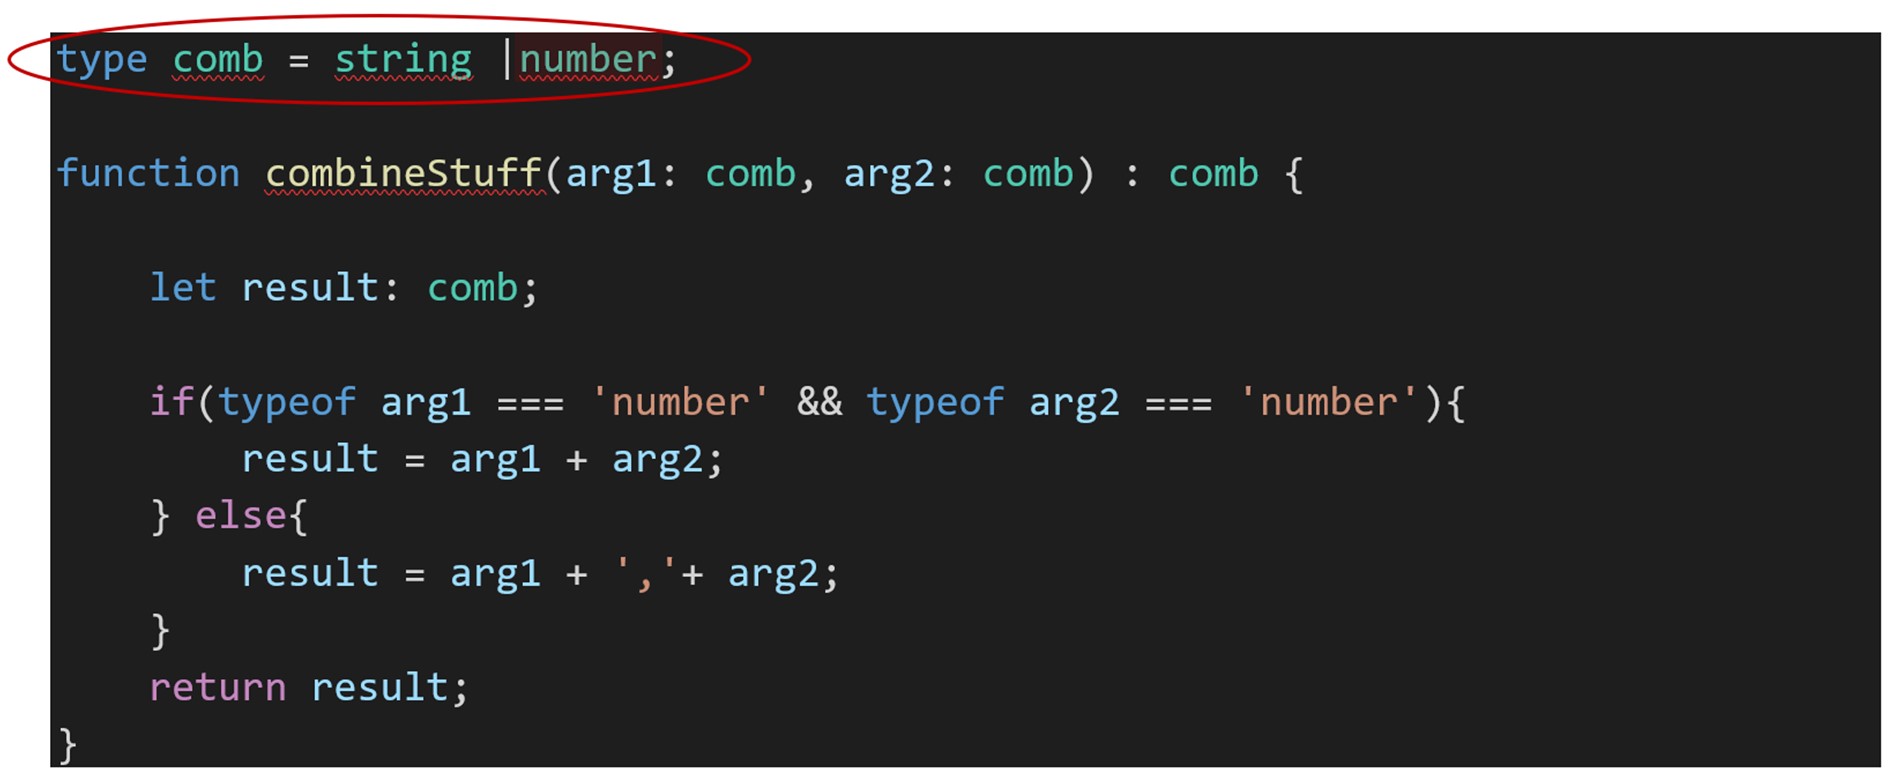 type comb = string |number;
function combineStuff(arg1: comb, arg2: comb) : comb {
let result: comb;
if(typeof arg1 === 'number' && typeof arg2 === 'number'){
result = arg1 + arg2;
} else{
result = arg1 + ','+ arg2;
}
return result;
}